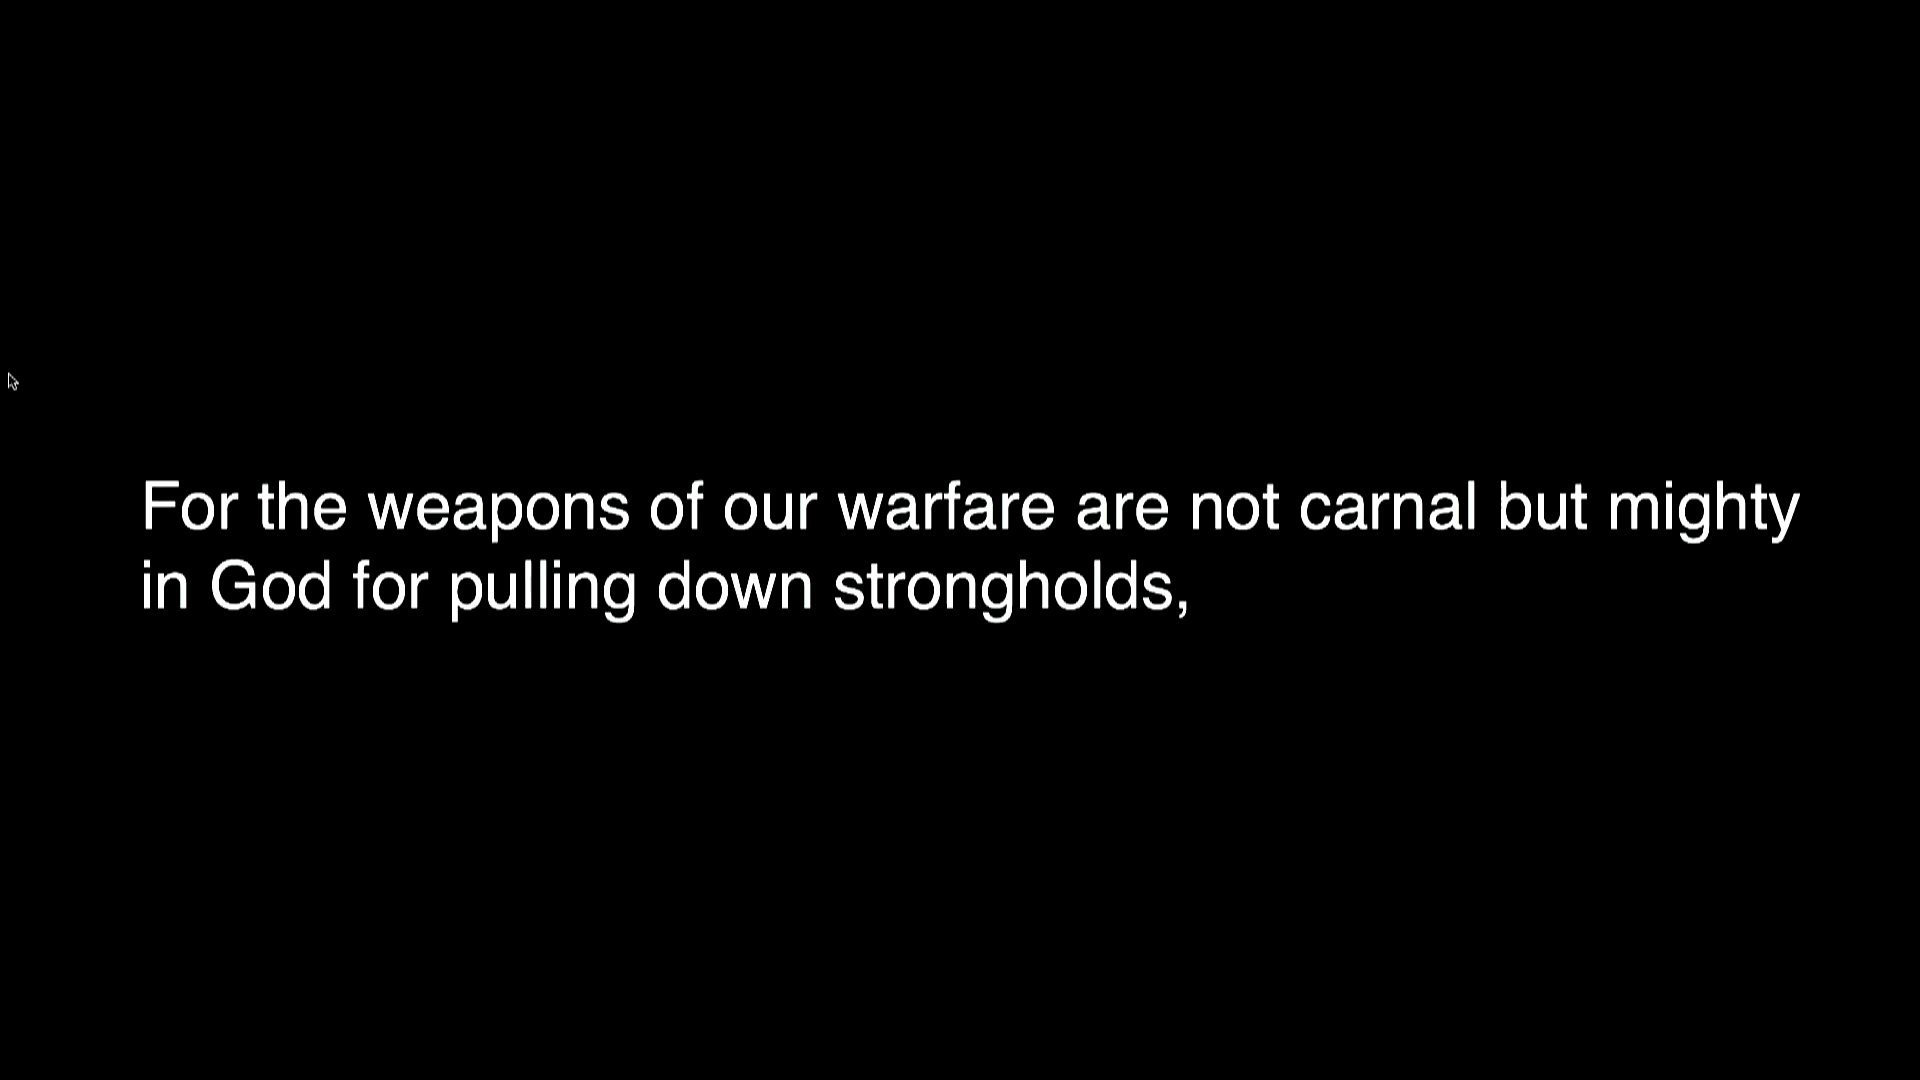 For the weapons of our warfare are not carnal but mighty
in God for pulling down strongholds,